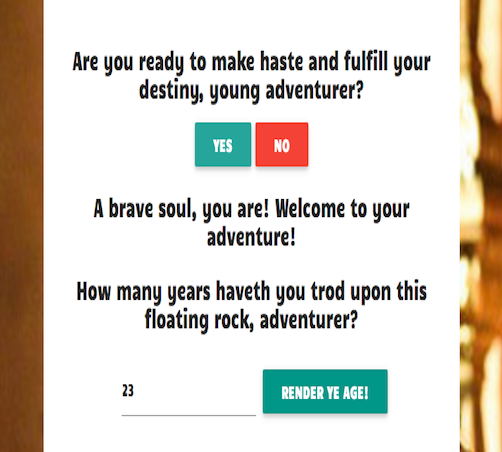 Are you ready to make haste and fulfill your
destiny, young adventurer?
YES NO
A brave soul, you are! Welcome to your
adventure!
How many years haveth you trod upon this
floating rock, adventurer?
23 RENDER YE AGE!